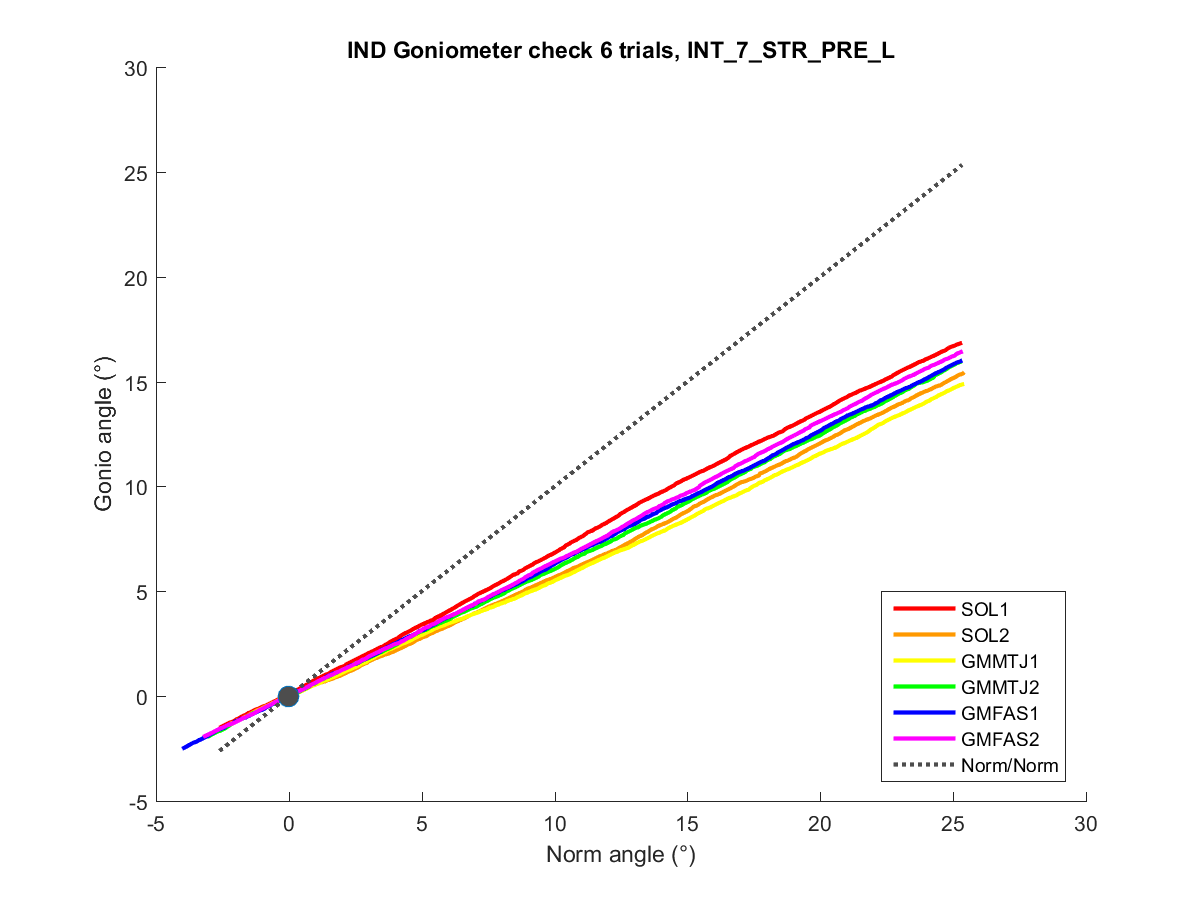 IND Goniometer check 6 trials, INT_7_STR_PRE_L
30
25
20
15
10
5
0
-5
Gonio angle (°)
-5 0 5 10 15 20 25 30
Norm angle (°)
SOL1
SOL2
GMMTJ1
GMMTJ2
GMFAS1
GMFAS2
Norm/Norm